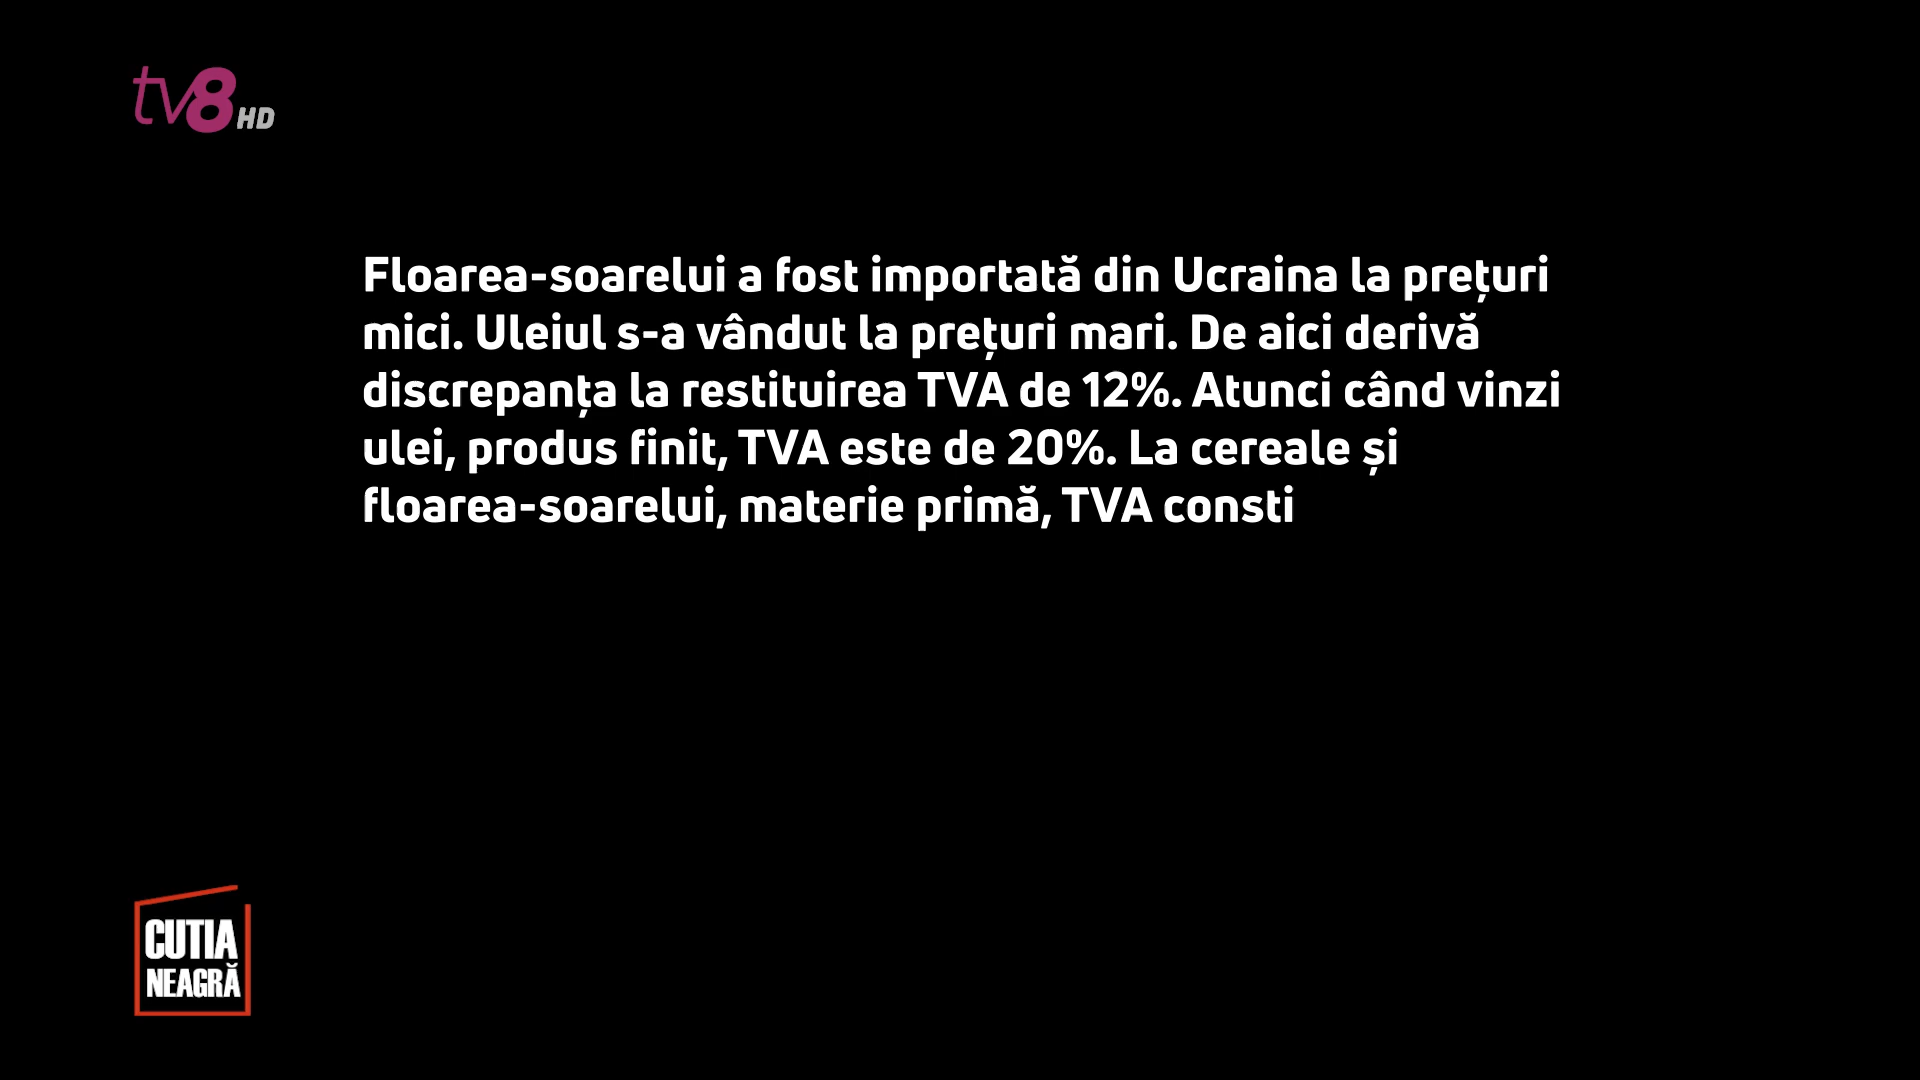 tv8 HD
Floarea-soarelui a fost importată din Ucraina la prețuri
mici. Uleiul s-a vândut la prețuri mari. De aici derivă
discrepanța la restituirea TVA de 12%. Atunci când vinzi
ulei, produs finit, TVA este de 20%. La cereale și
floarea-soarelui, materie primă, TVA consti
CUTIA
NEAGRĂ